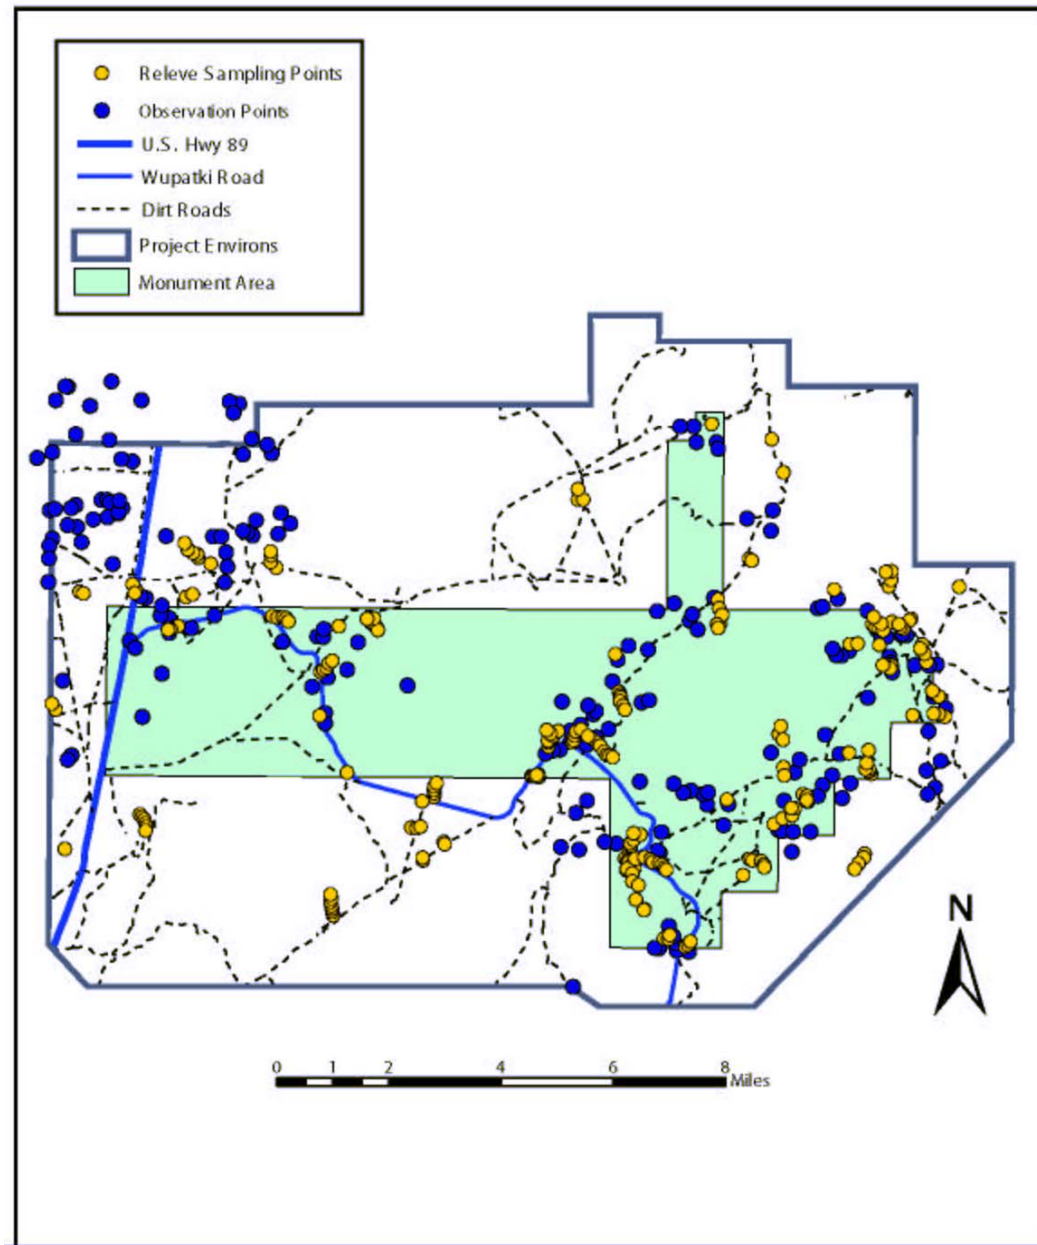 Releve Sampling Points
Observation Points
U.S. Hwy 89
Wupatki Road
Dirt Roads
Project Environs
Monument Area
N
0 1 2 4 6 8
Miles